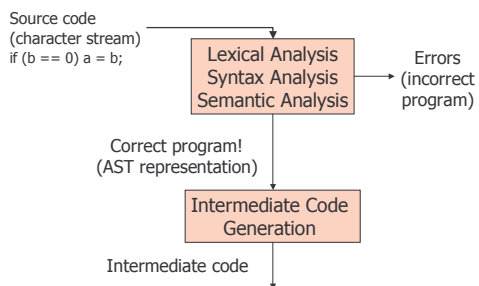 Source code
(character stream)
if (b == 0) a = b;
Lexical Analysis
Syntax Analysis
Semantic Analysis
Errors
(incorrect
program)
Correct program!
(AST representation)
Intermediate Code
Generation
Intermediate code